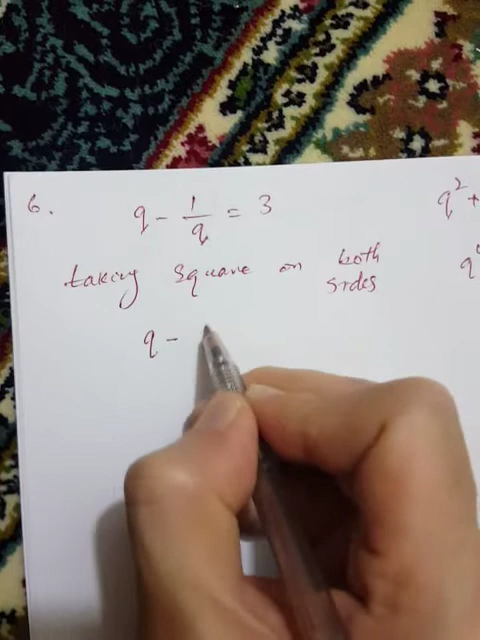 6. q - 1/q = 3 q² +
taking square on both sides
q -